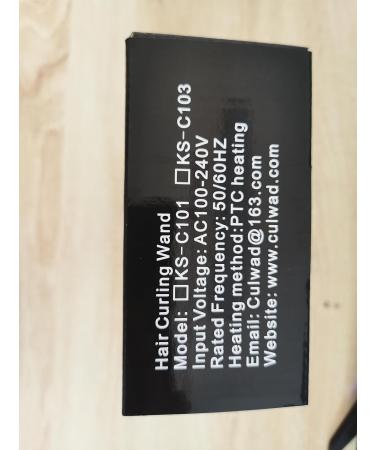 Hair Curling Wand
Model: □KS-C101 □KS-C103
Input Voltage: AC100-240V
Rated Frequency: 50/60HZ
Heating method:PTC heating
Email: Culwad@163.com
Website: www.culwad.com